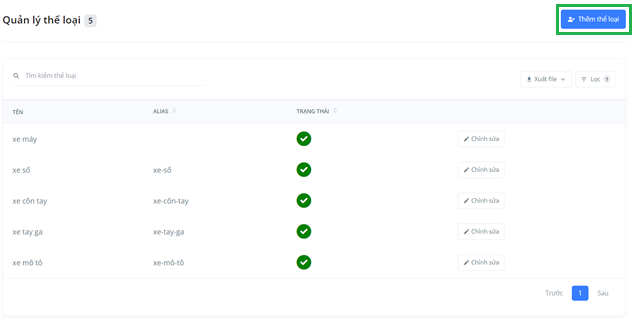 Quản lý thể loại 5
Thêm thể loại
Tìm kiếm thể loại
Xuất file
Lọc 1
TÊN ALIAS TRẠNG THÁI
xe máy Chỉnh sửa
xe số xe-số Chỉnh sửa
xe côn tay xe-côn-tay Chỉnh sửa
xe tay ga xe-tay-ga Chỉnh sửa
xe mô tô xe-mô-tô Chỉnh sửa
Trước 1 Sau